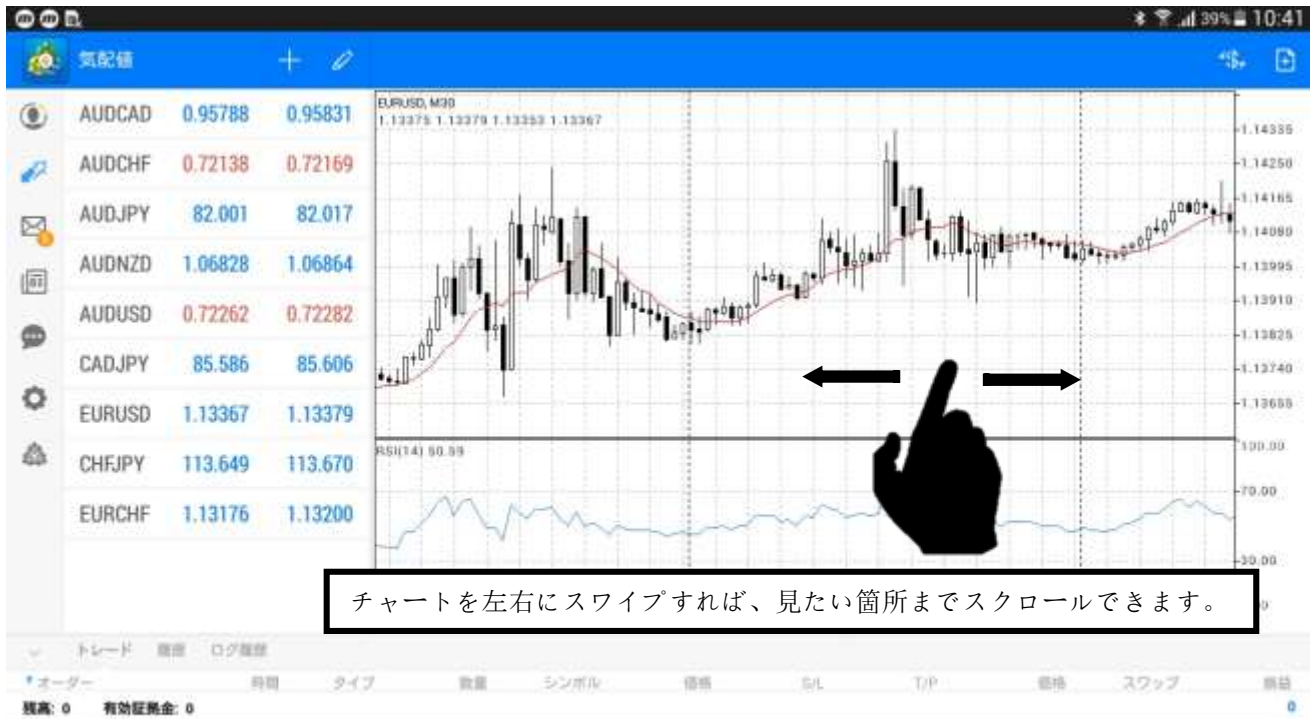 39% 10:41
気配値
AUDCAD 0.95788 0.95831
AUDCHF 0.72138 0.72169
AUDJPY 82.001 82.017
AUDNZD 1.06828 1.06864
AUDUSD 0.72262 0.72282
CADJPY 85.586 85.606
EURUSD 1.13367 1.13379
CHFJPY 113.649 113.670
EURCHF 1.13176 1.13200
EURUSD, M30
1.13375 1.13379 1.13353 1.13367
1.14335
1.14250
1.14165
1.14080
1.13995
1.13910
1.13825
1.13740
1.13655
RSI(14) 50.59
100.00
70.00
30.00
チャートを左右にスワイプすれば、見たい箇所までスクロールできます。
トレード 履歴 ログ履歴
オーダー 時間 タイプ 数量 シンボル 価格 S/L T/P 価格 スワップ 損益
残高: 0 有効証拠金: 0 0